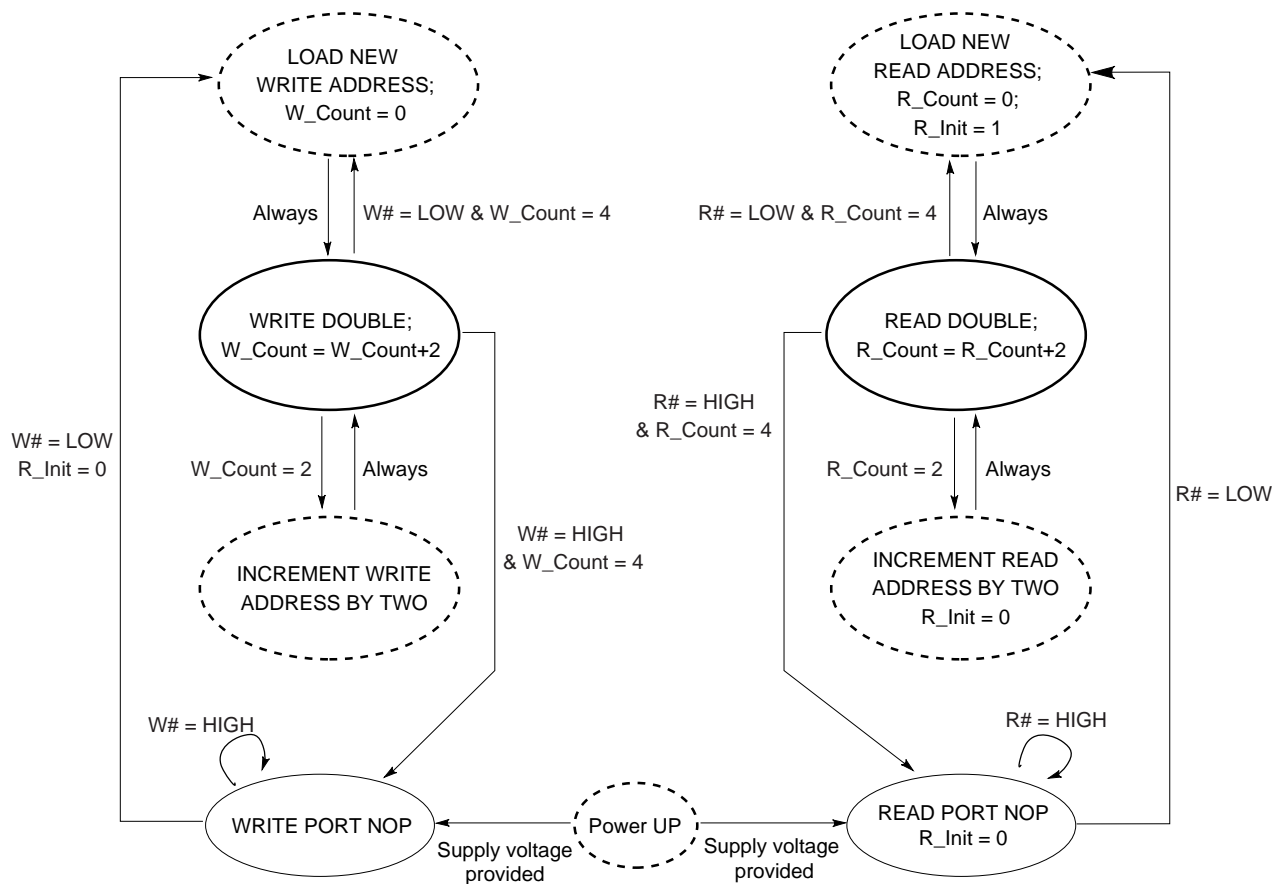 LOAD NEW
WRITE ADDRESS;
W_Count = 0
LOAD NEW
READ ADDRESS;
R_Count = 0;
R_Init = 1
Always
W# = LOW & W_Count = 4
R# = LOW & R_Count = 4
Always
WRITE DOUBLE;
W_Count = W_Count+2
READ DOUBLE;
R_Count = R_Count+2
W# = LOW
R_Init = 0
W_Count = 2
Always
R# = HIGH
& R_Count = 4
R_Count = 2
Always
R# = LOW
W# = HIGH
& W_Count = 4
INCREMENT WRITE
ADDRESS BY TWO
INCREMENT READ
ADDRESS BY TWO
R_Init = 0
W# = HIGH
R# = HIGH
WRITE PORT NOP
Power UP
READ PORT NOP
R_Init = 0
Supply voltage
provided
Supply voltage
provided